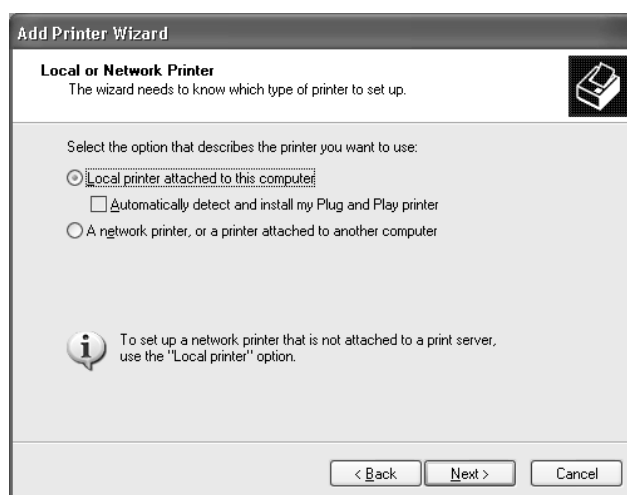 Add Printer Wizard
Local or Network Printer
The wizard needs to know which type of printer to set up.
Select the option that describes the printer you want to use:
Local printer attached to this computer
Automatically detect and install my Plug and Play printer
A network printer, or a printer attached to another computer
To set up a network printer that is not attached to a print server,
use the "Local printer" option.
< Back Next > Cancel